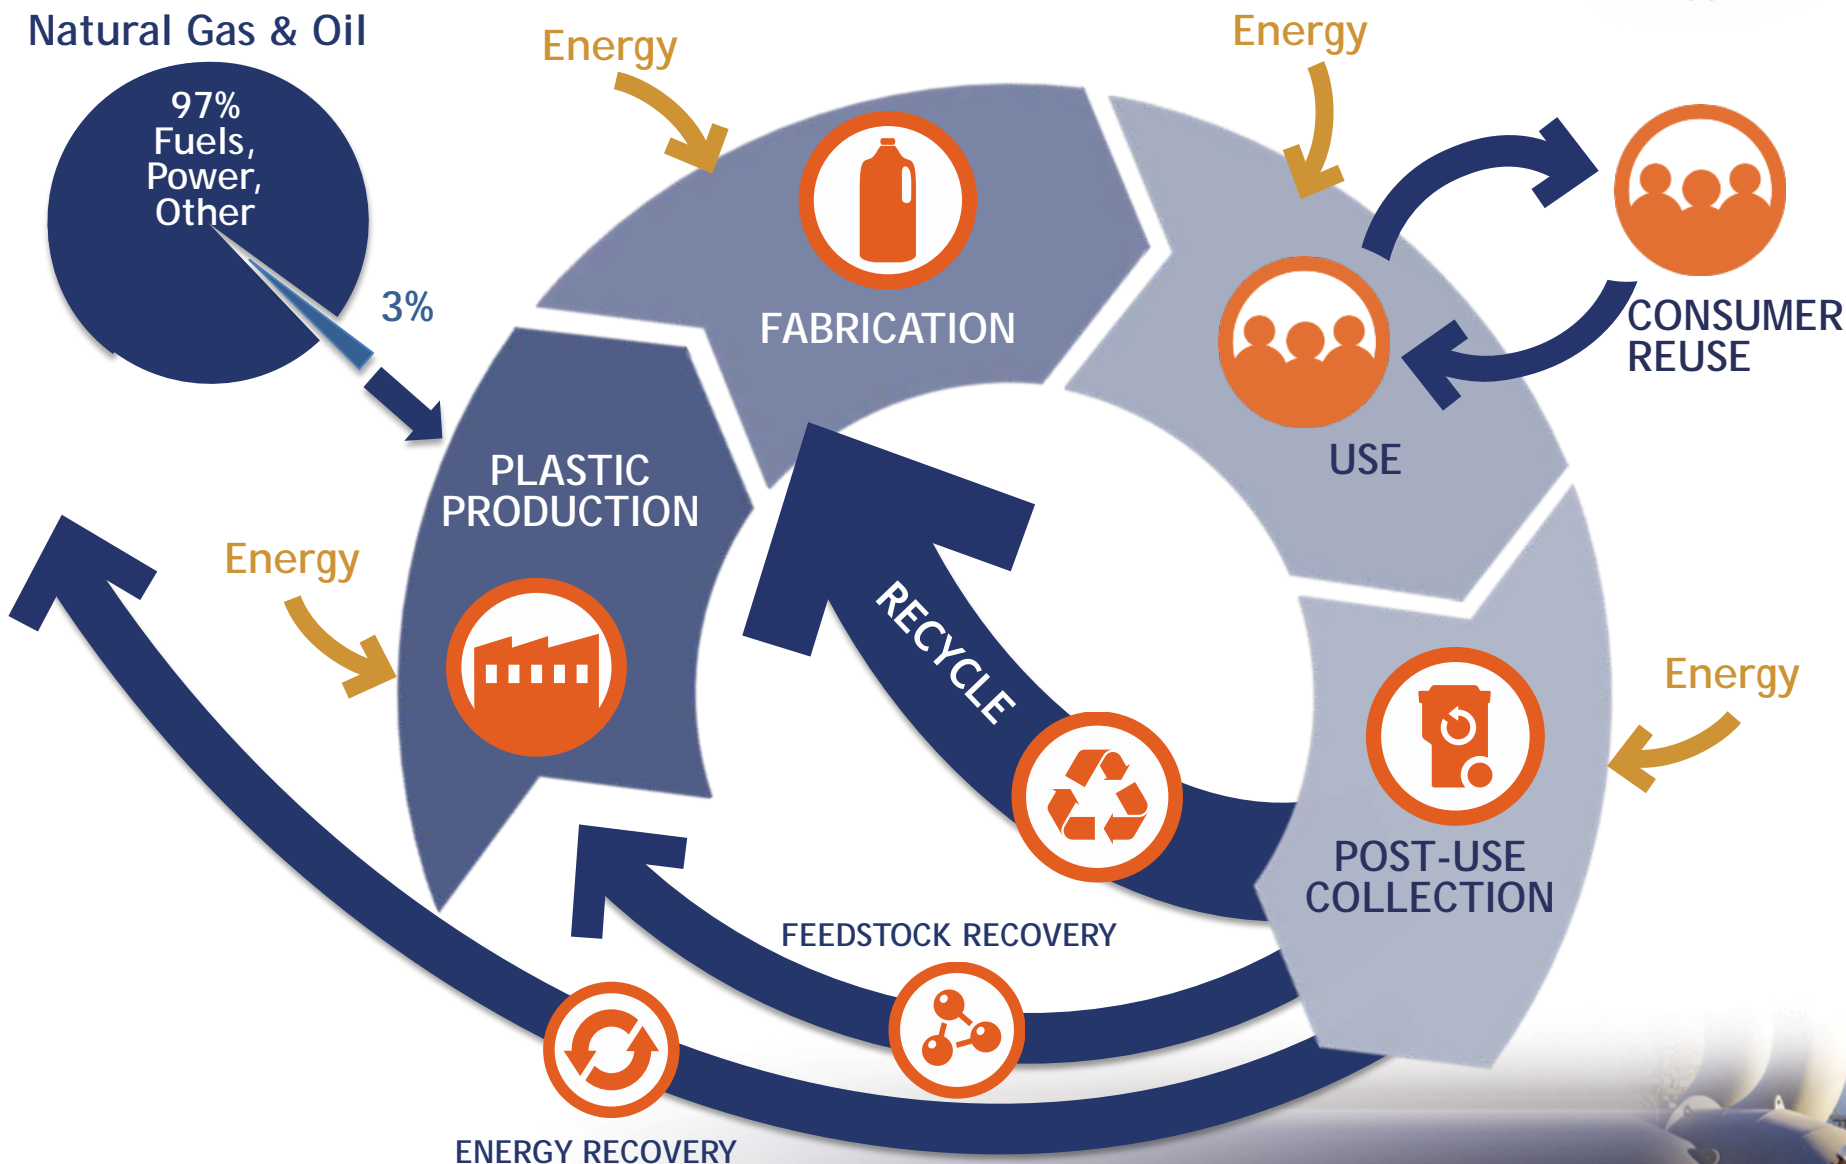 Natural Gas & Oil
97%
Fuels,
Power,
Other
3%
Energy
Energy
FABRICATION
CONSUMER
REUSE
USE
PLASTIC
PRODUCTION
Energy
RECYCLE
Energy
POST-USE
COLLECTION
FEEDSTOCK RECOVERY
ENERGY RECOVERY